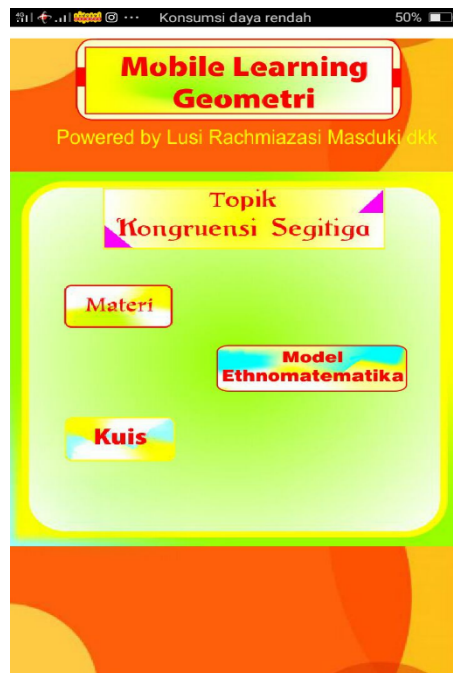 Konsumsi daya rendah 50%
Mobile Learning
Geometri
Powered by Lusi Rachmiazasi Masduki dkk
Topik
Kongruensi Segitiga
Materi
Model
Ethnomatematika
Kuis